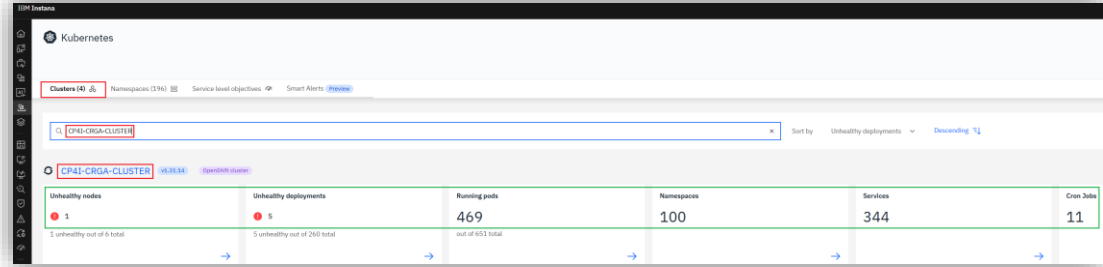 IBM Instana
Kubernetes
Clusters (4) Namespaces (196) Service level objectives Smart Alerts Preview
CP4I-CRGA-CLUSTER × Sort by Unhealthy deployments Descending
CP4I-CRGA-CLUSTER v1.31.14 OpenShift cluster
Unhealthy nodes Unhealthy deployments Running pods Namespaces Services Cron Jobs
1 5 469 100 344 11
1 unhealthy out of 6 total 5 unhealthy out of 260 total out of 651 total